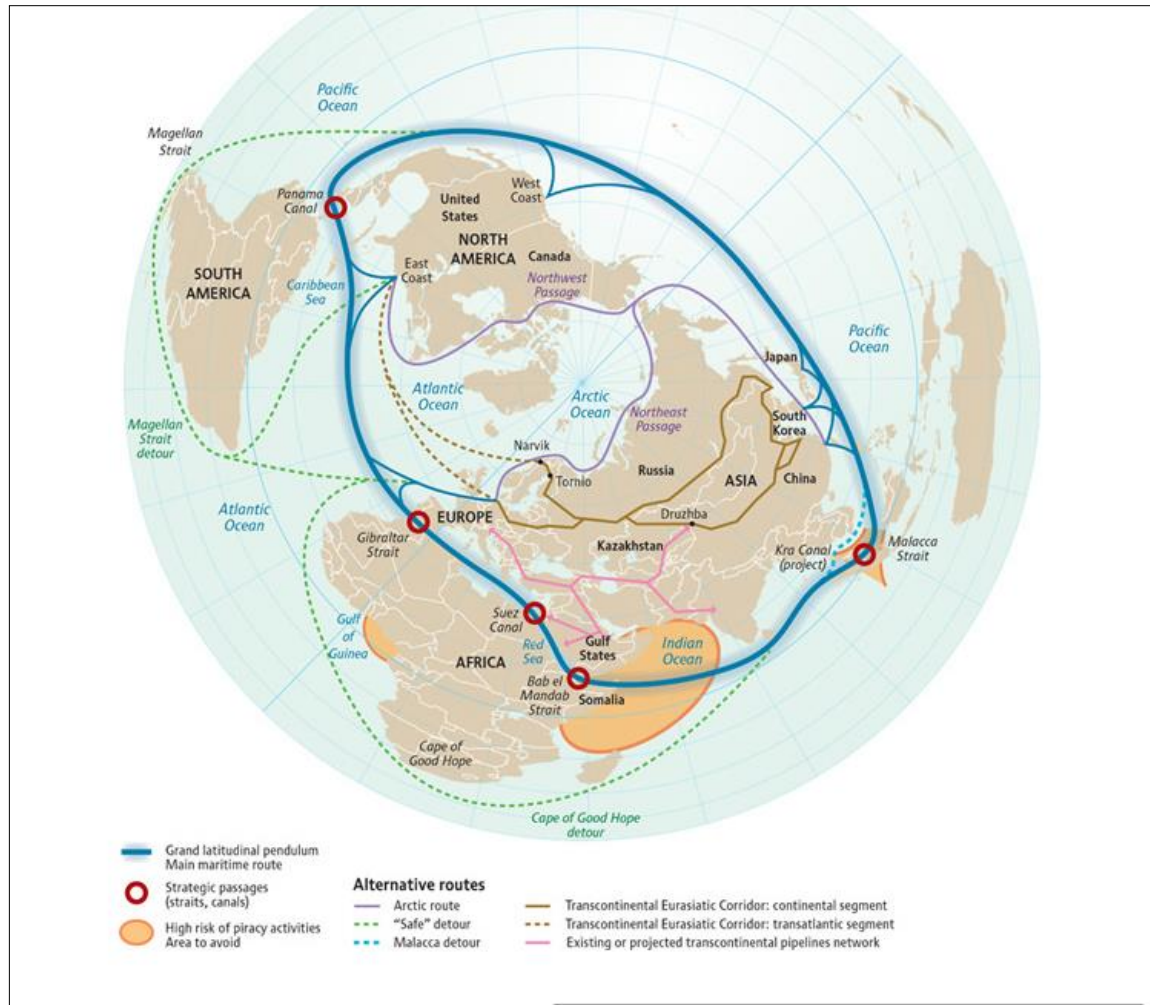 Pacific
Ocean
Magellan
Strait
Panama
Canal
United
States
West
Coast
NORTH
AMERICA
Canada
Northwest
Passage
East
Coast
SOUTH
AMERICA
Caribbean
Sea
Pacific
Ocean
Japan
Atlantic
Ocean
Arctic
Ocean
Northeast
Passage
South
Korea
Magellan
Strait
detour
Narvik
Tornio
Russia
ASIA
China
Atlantic
Ocean
EUROPE
Druzhba
Gibraltar
Strait
Kazakhstan
Kra Canal
(project)
Malacca
Strait
Suez
Canal
Gulf
of
Guinea
Red
Sea
Gulf
States
Indian
Ocean
AFRICA
Bab el
Mandab
Strait
Somalia
Cape of
Good Hope
Cape of Good Hope
detour
Grand latitudinal pendulum
Main maritime route
Strategic passages
(straits, canals)
High risk of piracy activities
Area to avoid
Alternative routes
Arctic route
“Safe” detour
Malacca detour
Transcontinental Eurasiatic Corridor: continental segment
Transcontinental Eurasiatic Corridor: transatlantic segment
Existing or projected transcontinental pipelines network